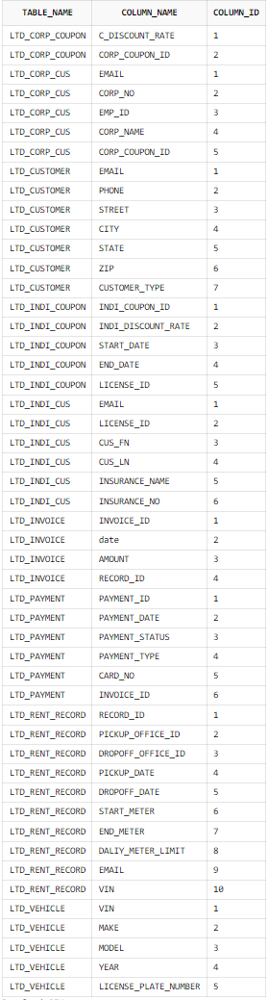 TABLE_NAME COLUMN_NAME COLUMN_ID
LTD_CORP_COUPON C_DISCOUNT_RATE 1
LTD_CORP_COUPON CORP_COUPON_ID 2
LTD_CORP_CUS EMAIL 1
LTD_CORP_CUS CORP_NO 2
LTD_CORP_CUS EMP_ID 3
LTD_CORP_CUS CORP_NAME 4
LTD_CORP_CUS CORP_COUPON_ID 5
LTD_CUSTOMER EMAIL 1
LTD_CUSTOMER PHONE 2
LTD_CUSTOMER STREET 3
LTD_CUSTOMER CITY 4
LTD_CUSTOMER STATE 5
LTD_CUSTOMER ZIP 6
LTD_CUSTOMER CUSTOMER_TYPE 7
LTD_INDI_COUPON INDI_COUPON_ID 1
LTD_INDI_COUPON INDI_DISCOUNT_RATE 2
LTD_INDI_COUPON START_DATE 3
LTD_INDI_COUPON END_DATE 4
LTD_INDI_COUPON LICENSE_ID 5
LTD_INDI_CUS EMAIL 1
LTD_INDI_CUS LICENSE_ID 2
LTD_INDI_CUS CUS_FN 3
LTD_INDI_CUS CUS_LN 4
LTD_INDI_CUS INSURANCE_NAME 5
LTD_INDI_CUS INSURANCE_NO 6
LTD_INVOICE INVOICE_ID 1
LTD_INVOICE date 2
LTD_INVOICE AMOUNT 3
LTD_INVOICE RECORD_ID 4
LTD_PAYMENT PAYMENT_ID 1
LTD_PAYMENT PAYMENT_DATE 2
LTD_PAYMENT PAYMENT_STATUS 3
LTD_PAYMENT PAYMENT_TYPE 4
LTD_PAYMENT CARD_NO 5
LTD_PAYMENT INVOICE_ID 6
LTD_RENT_RECORD RECORD_ID 1
LTD_RENT_RECORD PICKUP_OFFICE_ID 2
LTD_RENT_RECORD DROPOFF_OFFICE_ID 3
LTD_RENT_RECORD PICKUP_DATE 4
LTD_RENT_RECORD DROPOFF_DATE 5
LTD_RENT_RECORD START_METER 6
LTD_RENT_RECORD END_METER 7
LTD_RENT_RECORD DALIY_METER_LIMIT 8
LTD_RENT_RECORD EMAIL 9
LTD_RENT_RECORD VIN 10
LTD_VEHICLE VIN 1
LTD_VEHICLE MAKE 2
LTD_VEHICLE MODEL 3
LTD_VEHICLE YEAR 4
LTD_VEHICLE LICENSE_PLATE_NUMBER 5